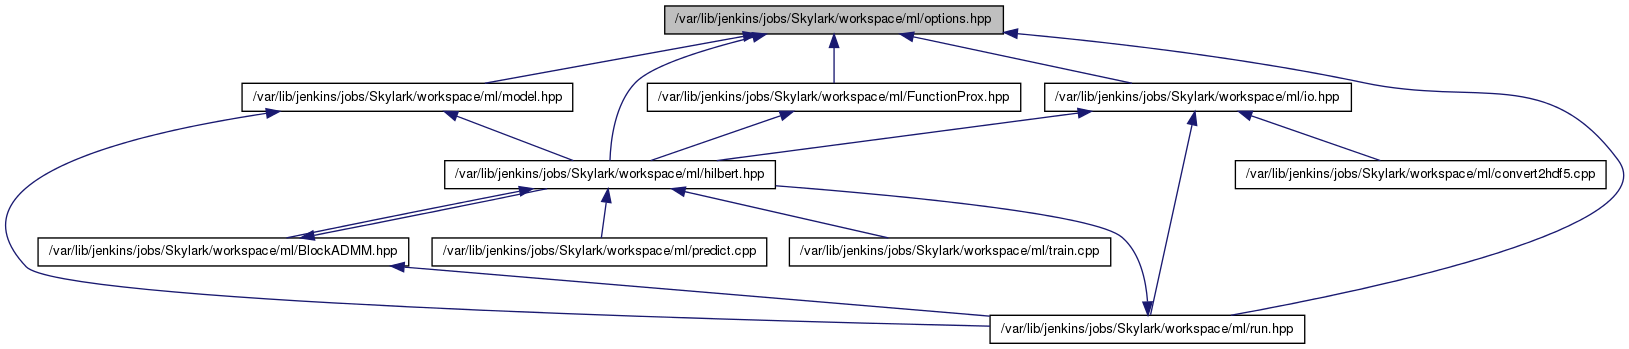 /var/lib/jenkins/jobs/Skylark/workspace/ml/options.hpp
/var/lib/jenkins/jobs/Skylark/workspace/ml/model.hpp
/var/lib/jenkins/jobs/Skylark/workspace/ml/FunctionProx.hpp
/var/lib/jenkins/jobs/Skylark/workspace/ml/io.hpp
/var/lib/jenkins/jobs/Skylark/workspace/ml/hilbert.hpp
/var/lib/jenkins/jobs/Skylark/workspace/ml/convert2hdf5.cpp
/var/lib/jenkins/jobs/Skylark/workspace/ml/BlockADMM.hpp
/var/lib/jenkins/jobs/Skylark/workspace/ml/predict.cpp
/var/lib/jenkins/jobs/Skylark/workspace/ml/train.cpp
/var/lib/jenkins/jobs/Skylark/workspace/ml/run.hpp